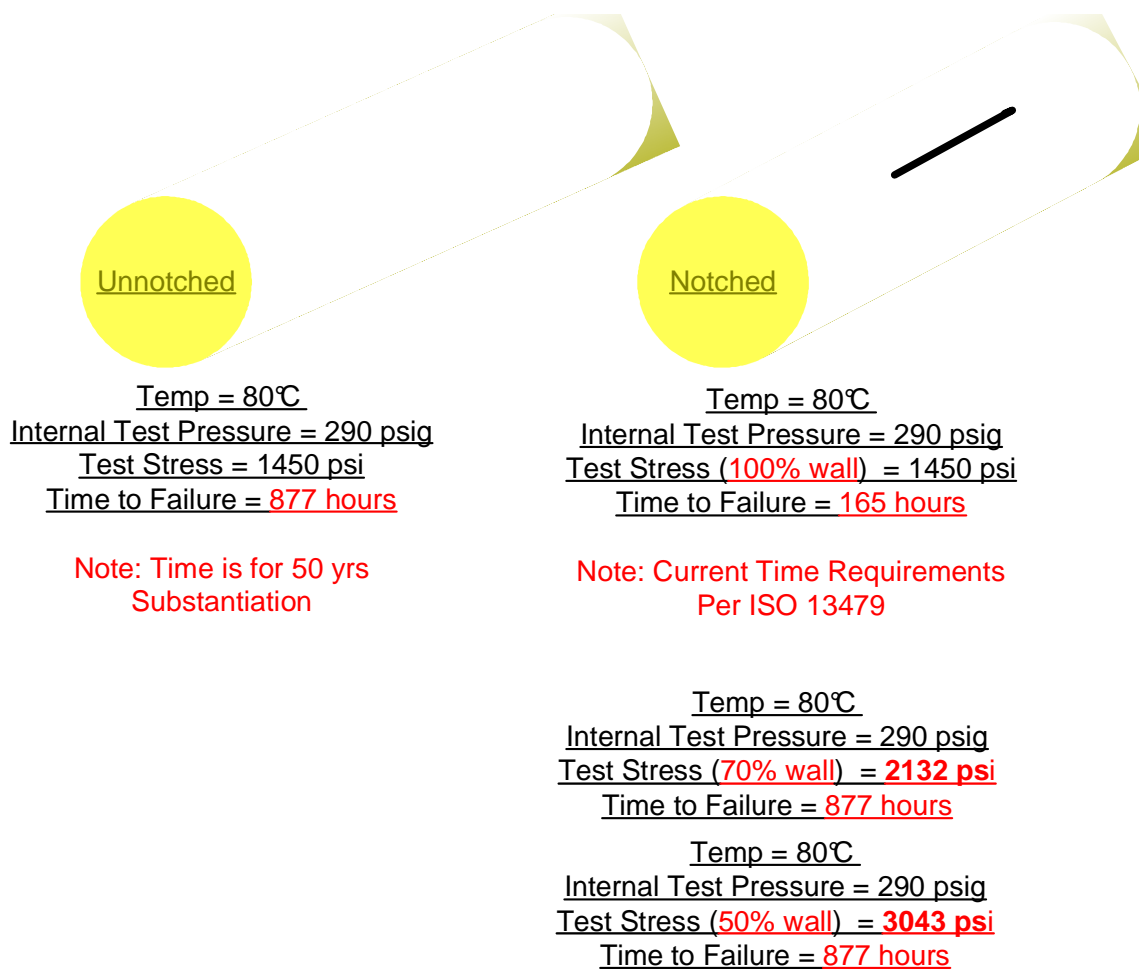 Unnotched
Temp = 80°C
Internal Test Pressure = 290 psig
Test Stress = 1450 psi
Time to Failure = 877 hours
Note: Time is for 50 yrs
Substantiation
Notched
Temp = 80°C
Internal Test Pressure = 290 psig
Test Stress (100% wall) = 1450 psi
Time to Failure = 165 hours
Note: Current Time Requirements
Per ISO 13479
Temp = 80°C
Internal Test Pressure = 290 psig
Test Stress (70% wall) = 2132 psi
Time to Failure = 877 hours
Temp = 80°C
Internal Test Pressure = 290 psig
Test Stress (50% wall) = 3043 psi
Time to Failure = 877 hours